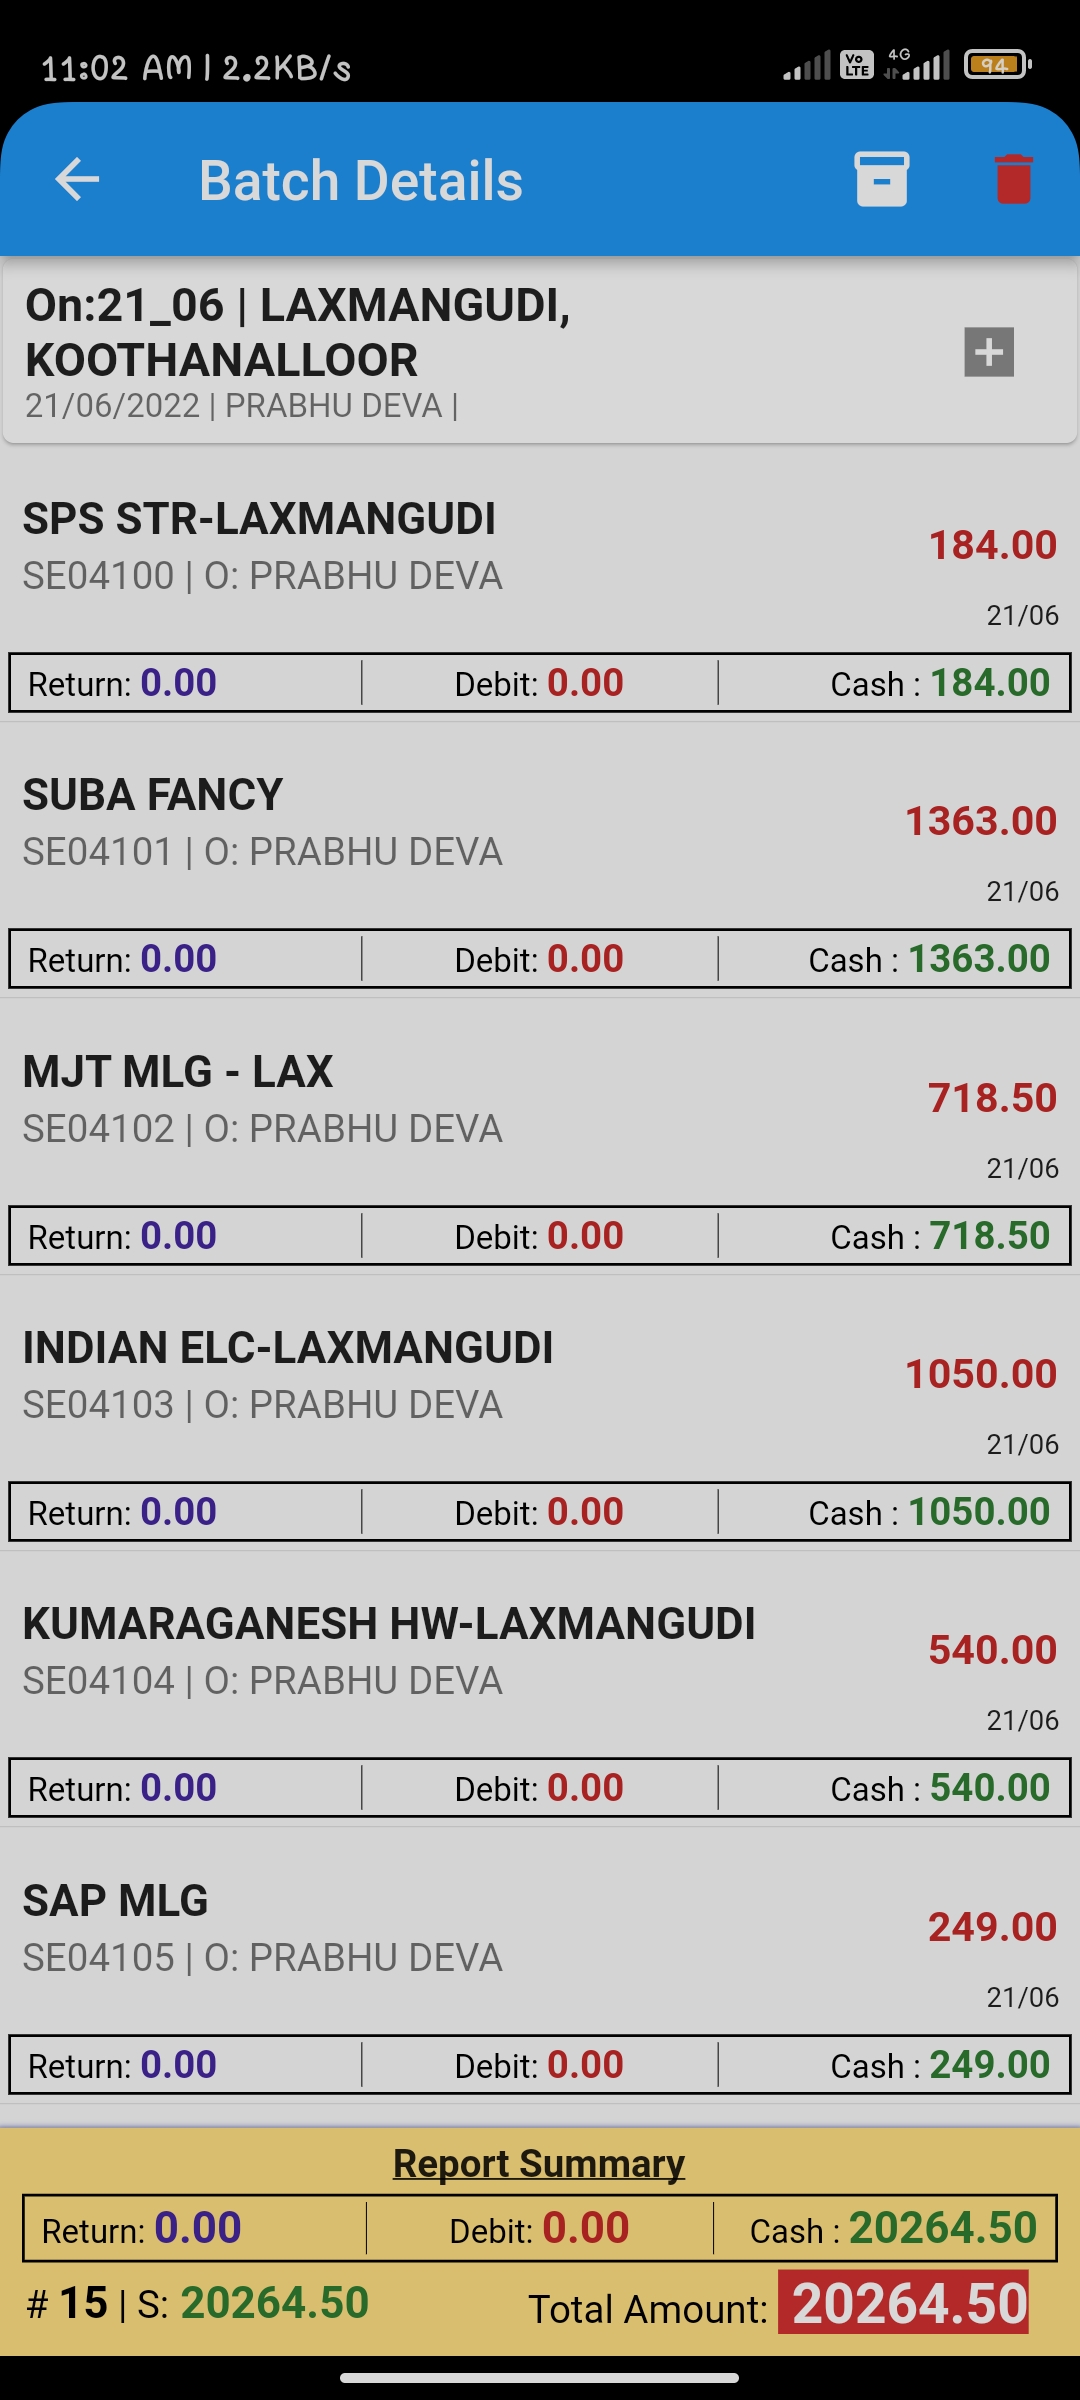 11:02 AM | 2.2KB/s Vo LTE 4G 94
Batch Details
On:21_06 | LAXMANGUDI,
KOOTHANALLOOR
21/06/2022 | PRABHU DEVA |
SPS STR-LAXMANGUDI
184.00
SE04100 | O: PRABHU DEVA
21/06
Return: 0.00 Debit: 0.00 Cash : 184.00
SUBA FANCY
1363.00
SE04101 | O: PRABHU DEVA
21/06
Return: 0.00 Debit: 0.00 Cash : 1363.00
MJT MLG - LAX
718.50
SE04102 | O: PRABHU DEVA
21/06
Return: 0.00 Debit: 0.00 Cash : 718.50
INDIAN ELC-LAXMANGUDI
1050.00
SE04103 | O: PRABHU DEVA
21/06
Return: 0.00 Debit: 0.00 Cash : 1050.00
KUMARAGANESH HW-LAXMANGUDI
540.00
SE04104 | O: PRABHU DEVA
21/06
Return: 0.00 Debit: 0.00 Cash : 540.00
SAP MLG
249.00
SE04105 | O: PRABHU DEVA
21/06
Return: 0.00 Debit: 0.00 Cash : 249.00
Report Summary
Return: 0.00 Debit: 0.00 Cash : 20264.50
# 15 | S: 20264.50 Total Amount: 20264.50